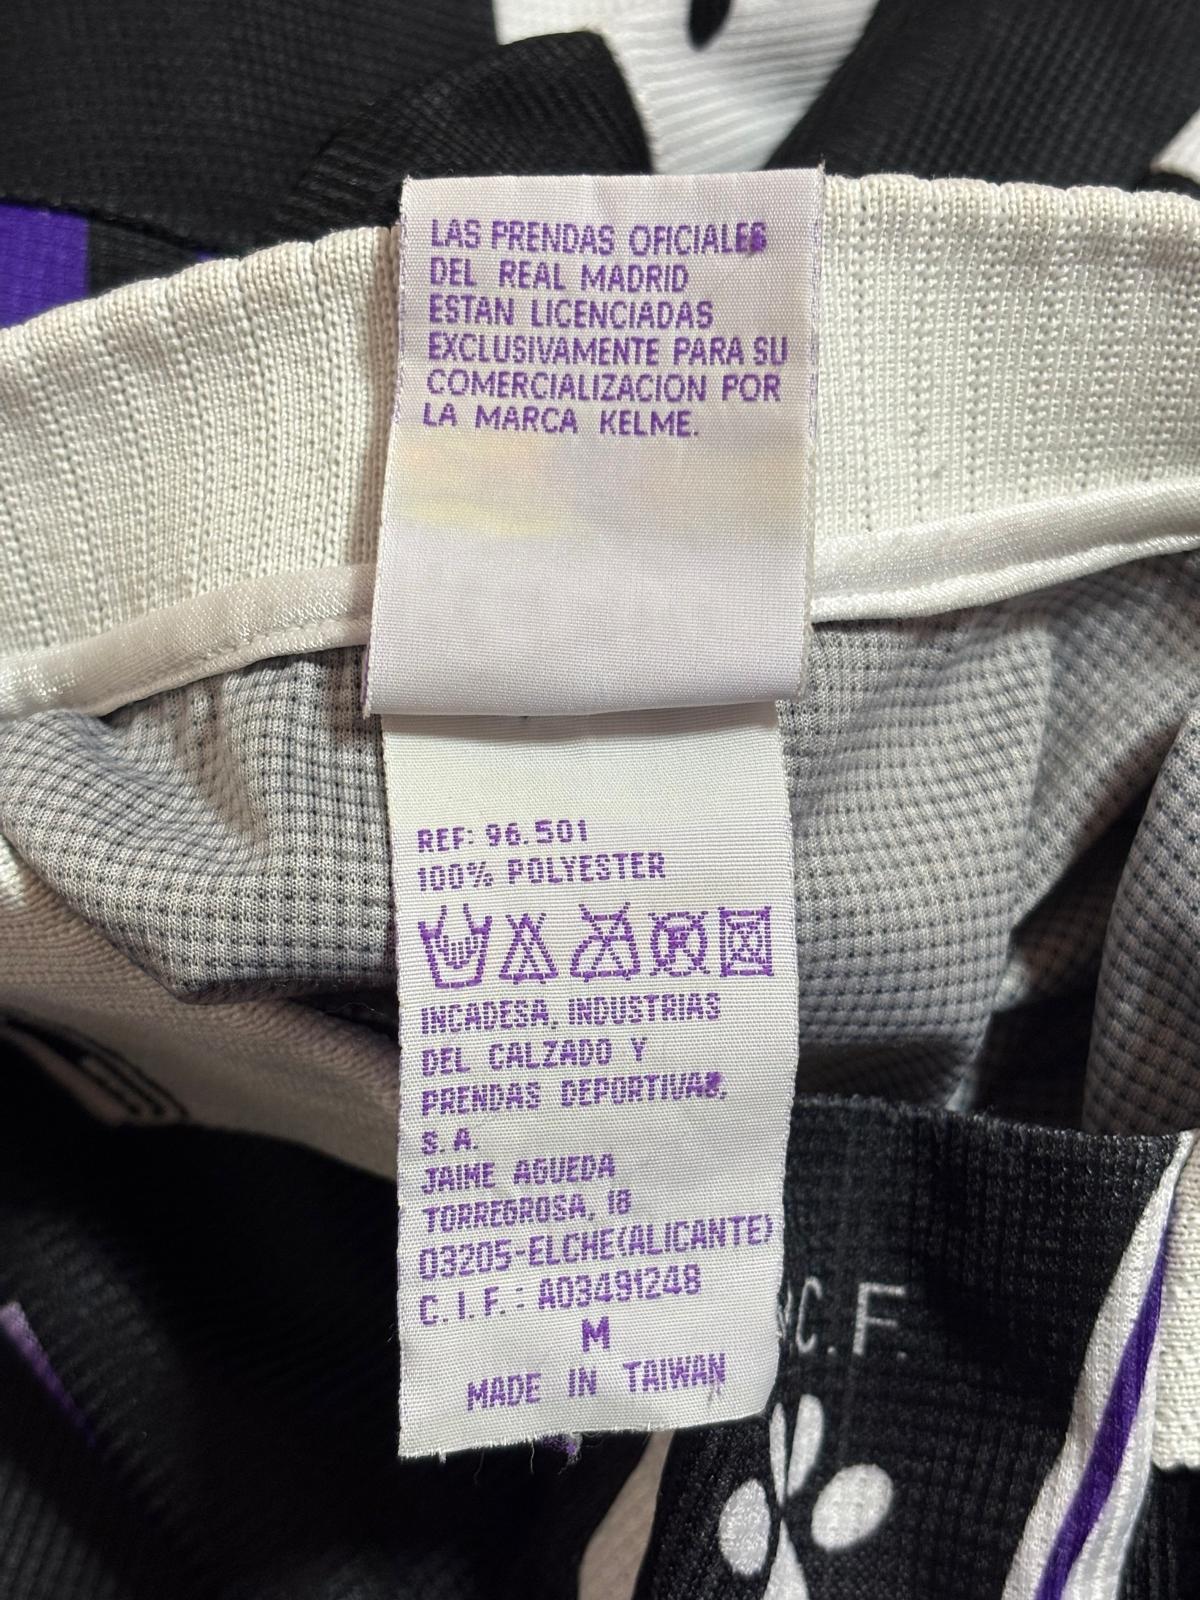 LAS PRENDAS OFICIALES
DEL REAL MADRID
ESTAN LICENCIADAS
EXCLUSIVAMENTE PARA SU
COMERCIALIZACION POR
LA MARCA KELME.
REF: 96.501
100% POLYESTER
INCADESA, INDUSTRIAS
DEL CALZADO Y
PRENDAS DEPORTIVAS,
S.A.
JAIME AGUEDA
TORREGROSA, 18
03205-ELCHE(ALICANTE)
C.I.F.: A03491248
M
MADE IN TAIWAN
C.F.